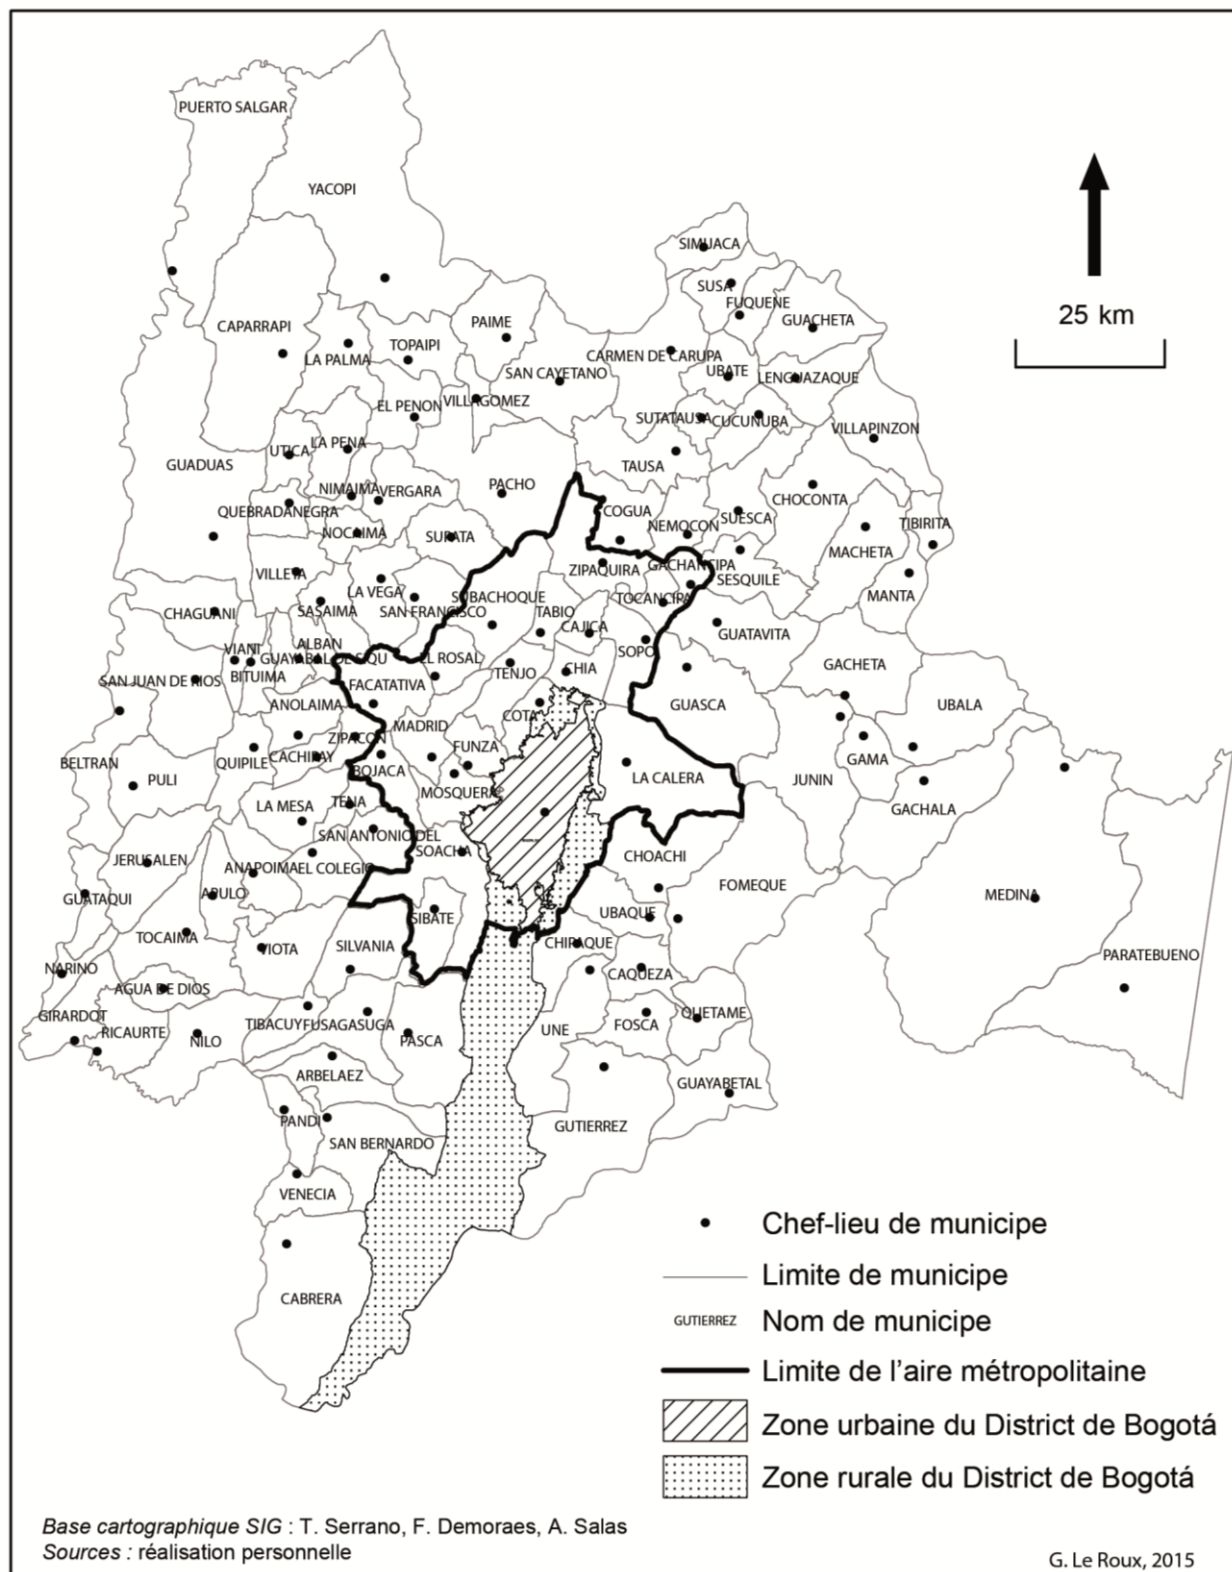 PUERTO SALGAR
YACOPI
SIMIJACA
SUSA
FUQUENE
GUACHETA
25 km
CAPARRAPI
LA PALMA
TOPAIPI
PAIME
CARMEN DE CARUPA
UBATE
LENGUAZAQUE
SAN CAYETANO
EL PENON
VILLAGOMEZ
SUTATAUSA
CUCUNUBA
VILLAPINZON
UTICA
LA PENA
GUADUAS
TAUSA
NIMAIMA
VERGARA
PACHO
CHOCONTA
QUEBRADANEGRA
COGUA
NEMOCON
SUESCA
TIBIRITA
NOCAIMA
SUPATA
MACHETA
VILLETA
ZIPAQUIRA
GACHANCIPA
SESQUILE
LA VEGA
SUBACHOQUE
TOCANCIPA
MANTA
CHAGUANI
SASAIMA
SAN FRANCISCO
TABIO
CAJICA
GUATAVITA
VIANI
ALBAN
GUAYABAL DE SIQU
EL ROSAL
SOPO
GACHETA
BITUIMA
TENJO
CHIA
SAN JUAN DE RIOS
FACATATIVA
GUASCA
UBALA
ANOLAIMA
COTA
MADRID
ZIPACON
FUNZA
BELTRAN
PULI
QUIPILE
CACHIPAY
BOJACA
LA CALERA
JUNIN
GAMA
MOSQUERA
GACHALA
LA MESA
TENA
SAN ANTONIO DEL
SOACHA
CHOACHI
JERUSALEN
ANAPOIMA
EL COLEGIO
FOMEQUE
GUATAQUI
APULO
MEDINA
SIBATE
UBAQUE
TOCAIMA
VIOTA
SILVANIA
CHIPAQUE
PARATEBUENO
NARINO
CAQUEZA
AGUA DE DIOS
GIRARDOT
RICAURTE
NILO
TIBACUY
FUSAGASUGA
PASCA
UNE
FOSCA
QUETAME
ARBELAEZ
GUAYABETAL
PANDI
SAN BERNARDO
GUTIERREZ
VENECIA
CABRERA
Chef-lieu de municipe
Limite de municipe
GUTIERREZ Nom de municipe
Limite de l'aire métropolitaine
Zone urbaine du District de Bogotá
Zone rurale du District de Bogotá
Base cartographique SIG : T. Serrano, F. Demoraes, A. Salas
Sources : réalisation personnelle
G. Le Roux, 2015